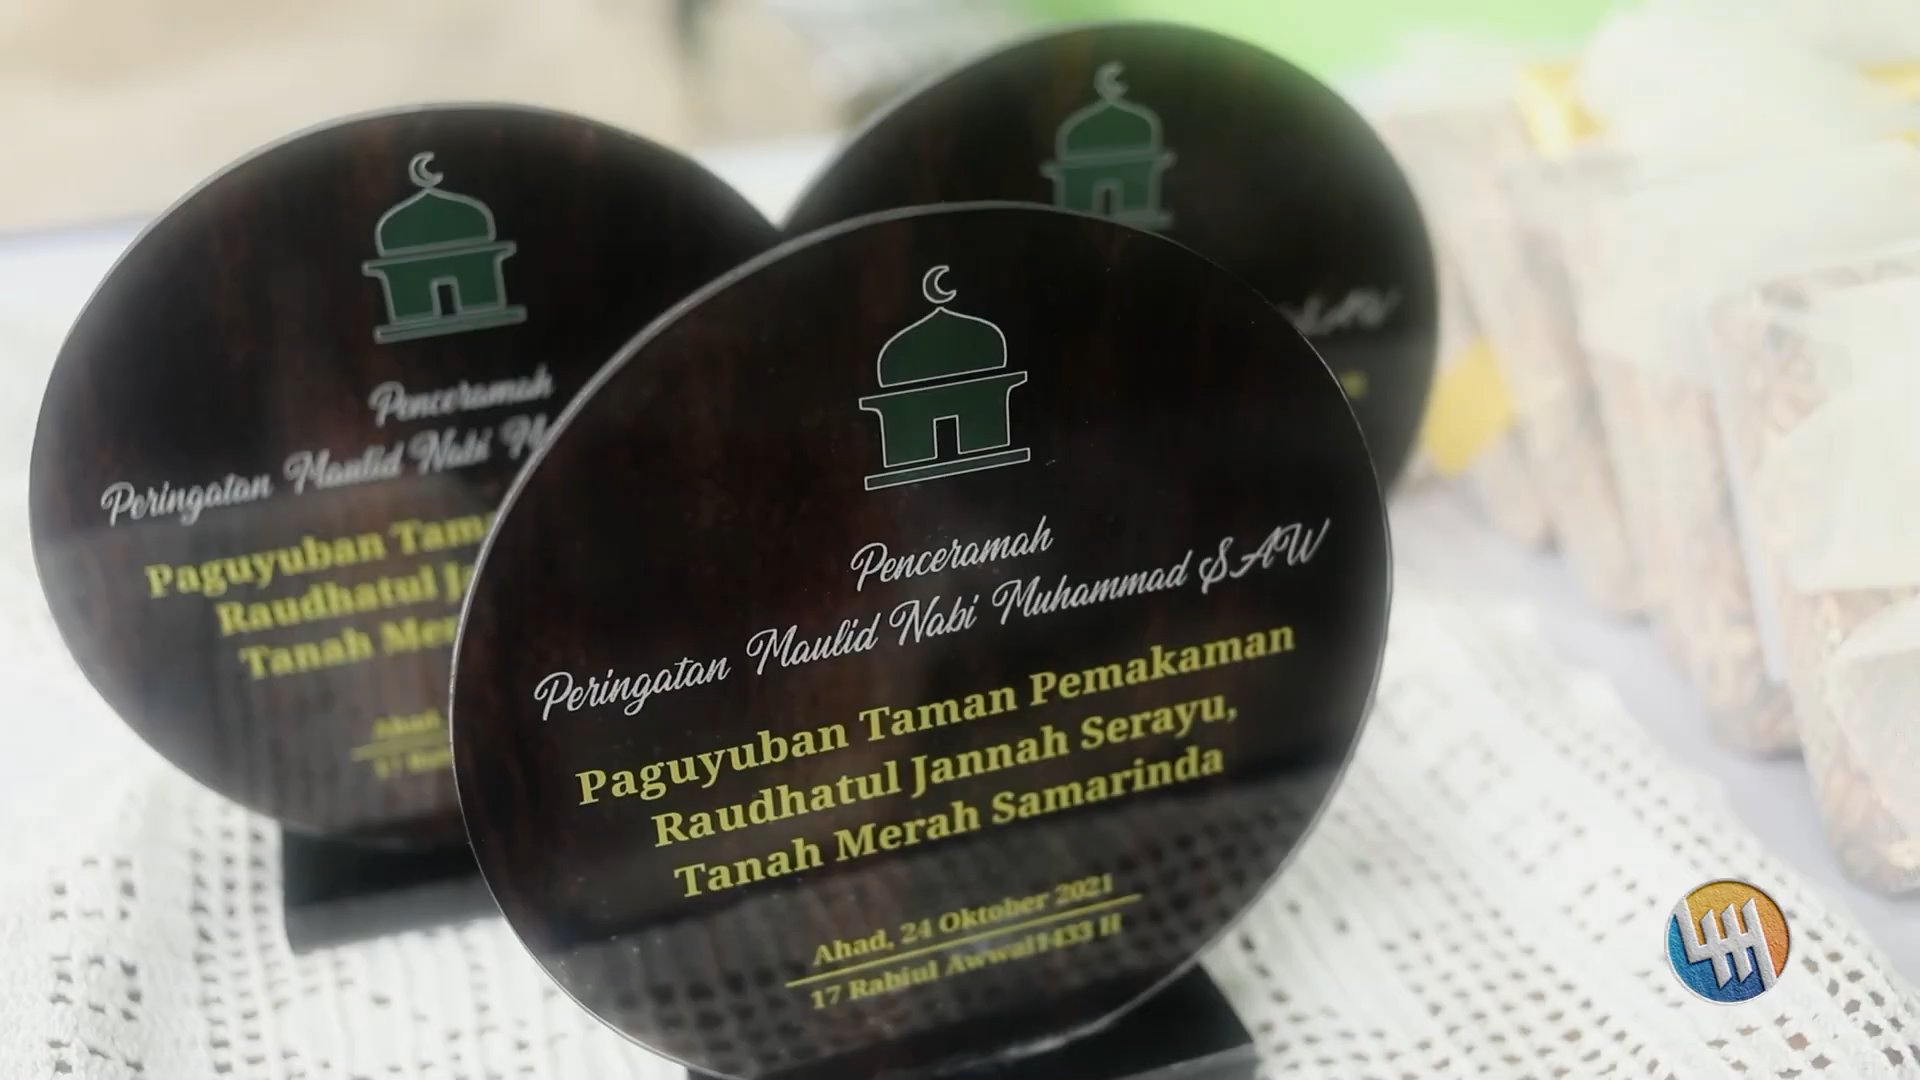 Penceramah
Peringatan Maulid Nabi
Paguyuban
Raudhatul
Tanah
Penceramah
Peringatan Maulid Nabi Muhammad SAW
Paguyuban Taman Pemakaman
Raudhatul Jannah Serayu,
Tanah Merah Samarinda
Ahad, 24 Oktober 2021
17 Rabiul Awwal 1433 H